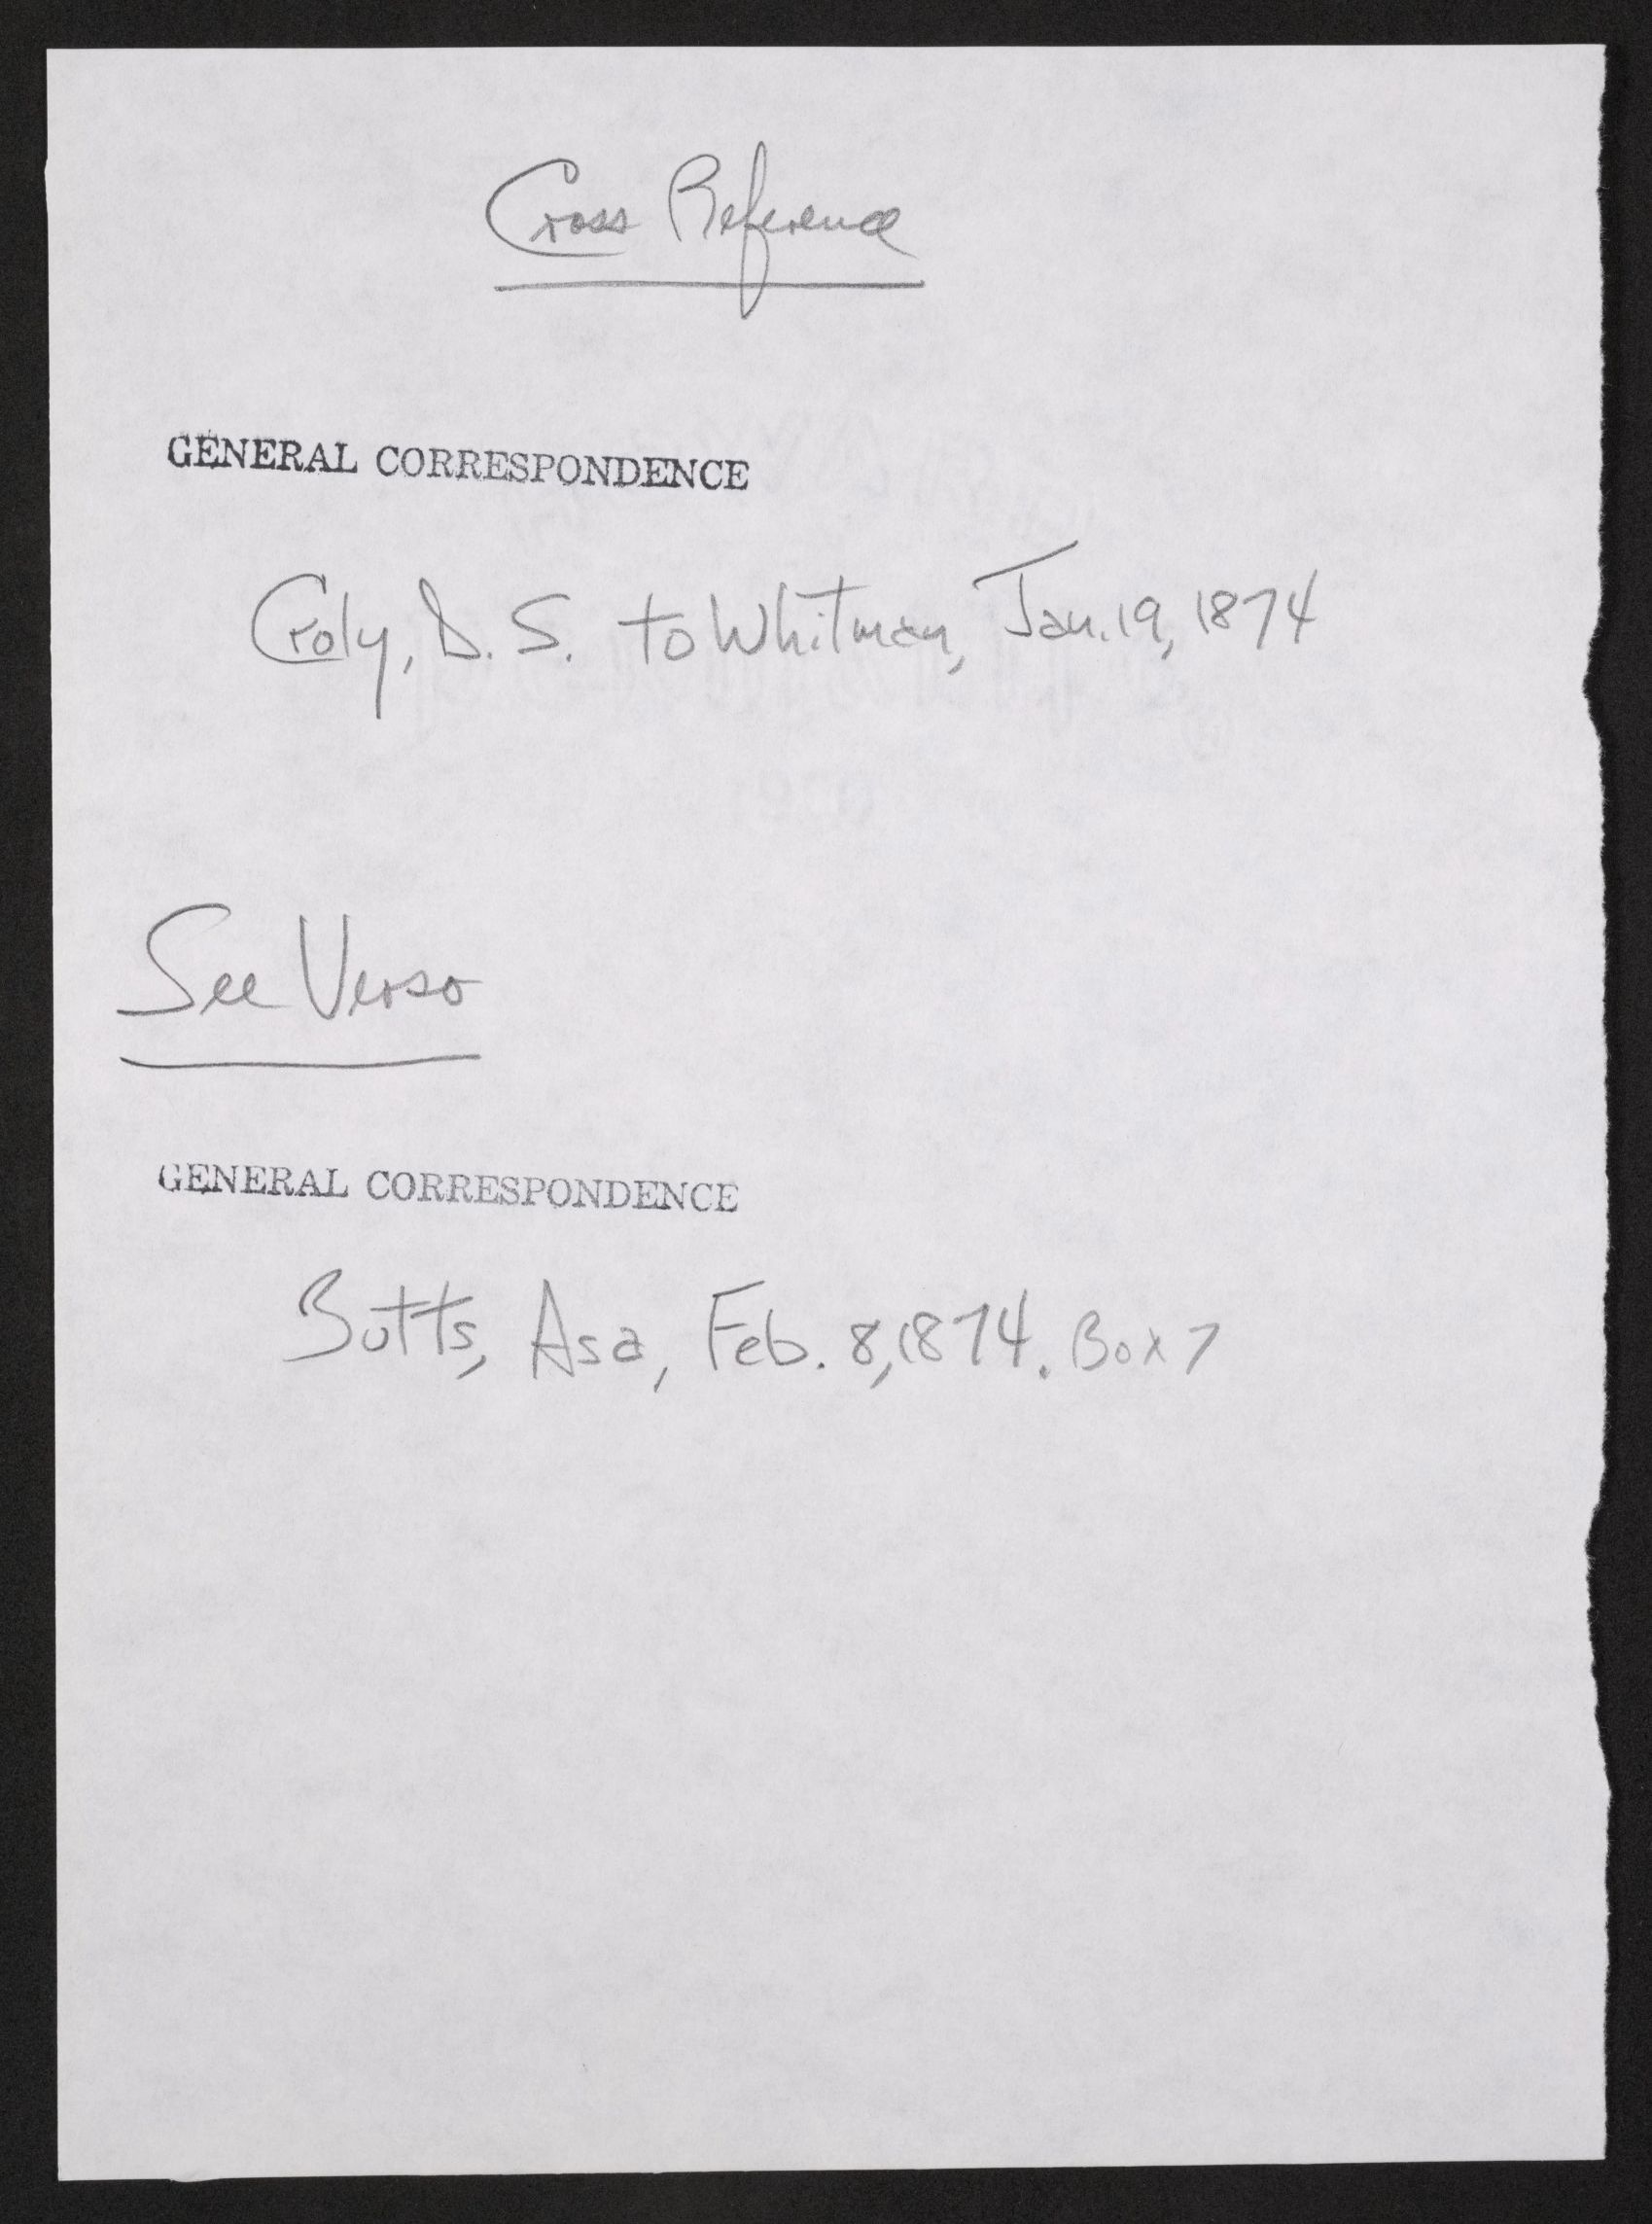 Cross Reference
GENERAL CORRESPONDENCE
Croly, D. S. to Whitman, Jan. 19, 1874
See Verso
GENERAL CORRESPONDENCE
Butts, Asa, Feb. 8, 1874. Box 7